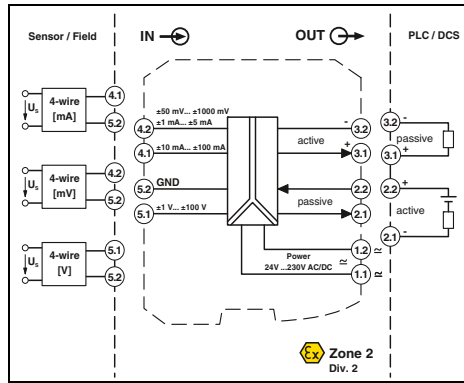 Sensor / Field
IN
OUT
PLC / DCS
Us
4-wire
[mA]
4.1
5.2
Us
4-wire
[mV]
4.2
5.2
Us
4-wire
[V]
5.1
5.2
±50 mV... ±1000 mV
±1 mA... ±5 mA
4.2
4.1
±10 mA... ±100 mA
5.2
GND
5.1
±1 V... ±100 V
-
3.2
active
+
3.1
2.2
passive
2.1
Power
24V ...230V AC/DC
1.2 ≃
≃
1.1 ≃
3.2 -
passive
3.1 +
2.2 +
active
2.1 -
Ex
Zone 2
Div. 2